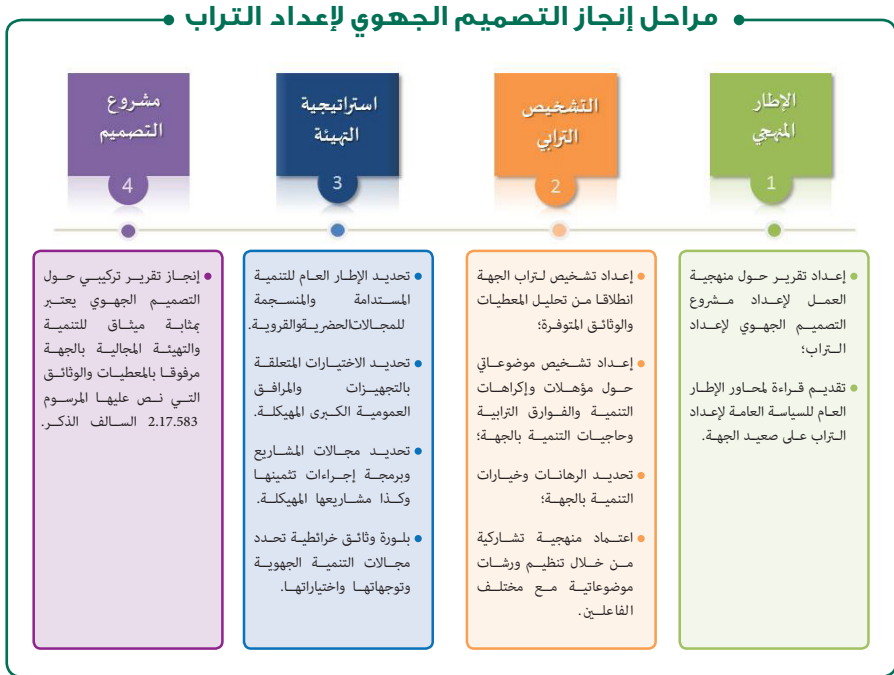 مراحل إنجاز التصميم الجهوي لإعداد التراب
الإطار
المنهجي
1
إعداد تقرير حول منهجية
العمل لإعداد مشروع
التصميم الجهوي لإعداد
التراب؛
تقديم قراءة لمحاور الإطار
العام للسياسة العامة لإعداد
التراب على صعيد الجهة.
التشخيص
الترابي
2
إعداد تشخيص لتراب الجهة
انطلاقا من تحليل المعطيات
والوثائق المتوفرة؛
إعداد تشخيص موضوعاتي
حول مؤهلات وإكراهات
التنمية والفوارق الترابية
وحاجيات التنمية بالجهة؛
تحديد الرهانات وخيارات
التنمية بالجهة؛
اعتماد منهجية تشاركية
من خلال تنظيم ورشات
موضوعاتية مع مختلف
الفاعلين.
استراتيجية
التهيئة
3
تحديد الإطار العام للتنمية
المستدامة والمنسجمة
للمجالات الحضرية والقروية.
تحديد الاختيارات المتعلقة
بالتجهيزات والمرافق
العمومية الكبرى المهيكلة.
تحديد مجالات المشاريع
وبرمجة إجراءات تثمينها
وكذا مشاريعها المهيكلة.
بلورة وثائق خرائطية تحدد
مجالات التنمية الجهوية
وتوجهاتها واختياراتها.
مشروع
التصميم
4
إنجاز تقرير تركيبي حول
التصميم الجهوي يعتبر
بمثابة ميثاق للتنمية
والتهيئة المجالية بالجهة
مرفوقا بالمعطيات والوثائق
التي نص عليها المرسوم
2.17.583 السالف الذكر.